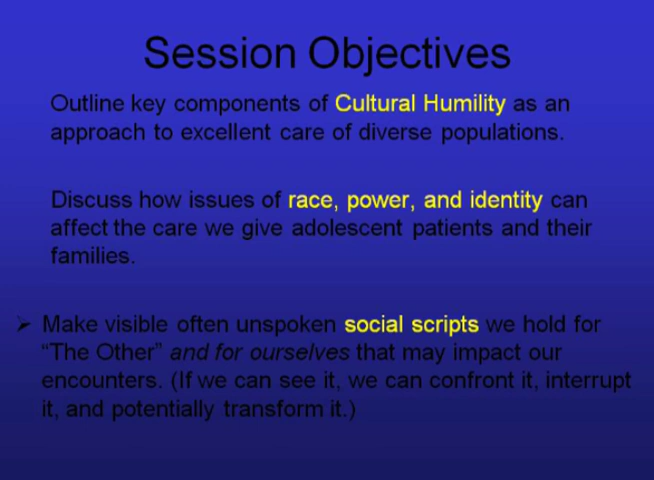 Session Objectives
Outline key components of Cultural Humility as an
approach to excellent care of diverse populations.
Discuss how issues of race, power, and identity can
affect the care we give adolescent patients and their
families.
➢ Make visible often unspoken social scripts we hold for
“The Other” and for ourselves that may impact our
encounters. (If we can see it, we can confront it, interrupt
it, and potentially transform it.)